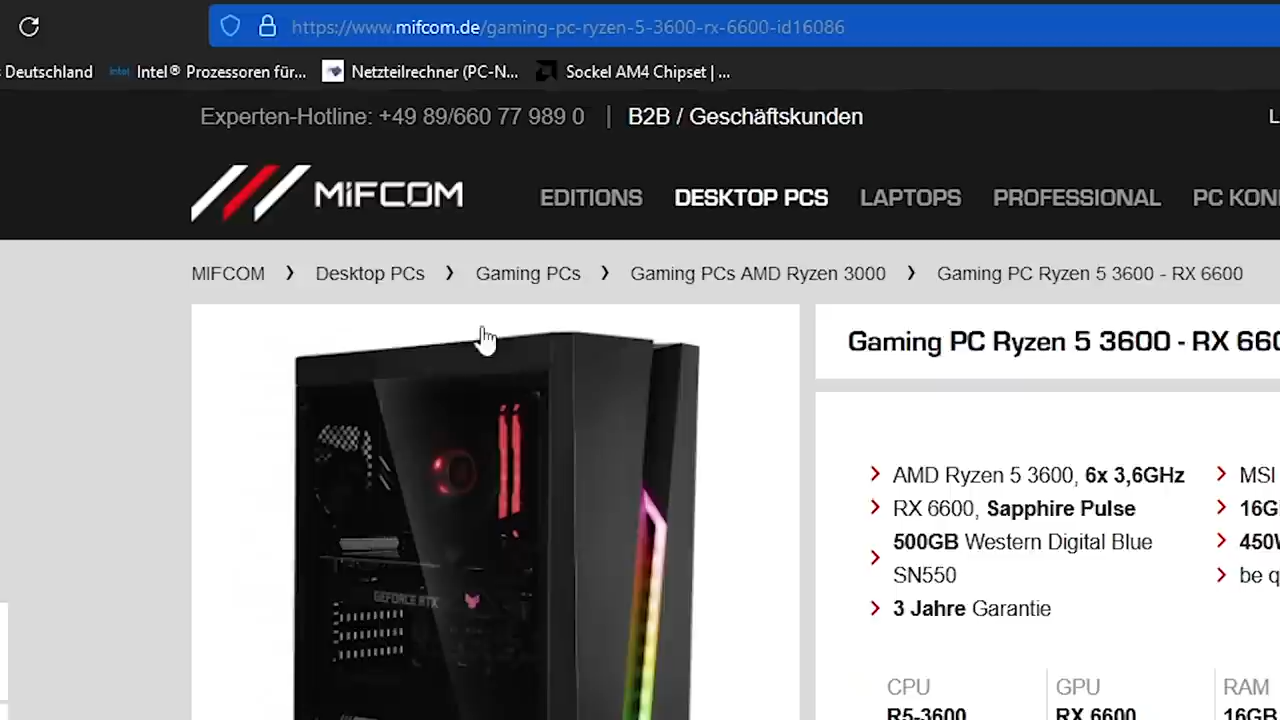 https://www.mifcom.de/gaming-pc-ryzen-5-3600-rx-6600-id16086
Deutschland intel Intel® Prozessoren für... Netzteilrechner (PC-N... Sockel AM4 Chipset | ...
Experten-Hotline: +49 89/660 77 989 0 | B2B / Geschäftskunden L
MIFCOM EDITIONS DESKTOP PCS LAPTOPS PROFESSIONAL PC KON
MIFCOM > Desktop PCs > Gaming PCs > Gaming PCs AMD Ryzen 3000 > Gaming PC Ryzen 5 3600 - RX 6600
Gaming PC Ryzen 5 3600 - RX 660
AMD Ryzen 5 3600, 6x 3,6GHz
RX 6600, Sapphire Pulse
500GB Western Digital Blue
SN550
3 Jahre Garantie
MSI
16G
450W
be q
GEFORCE RTX
CPU GPU RAM
R5-3600 RX 6600 16GB